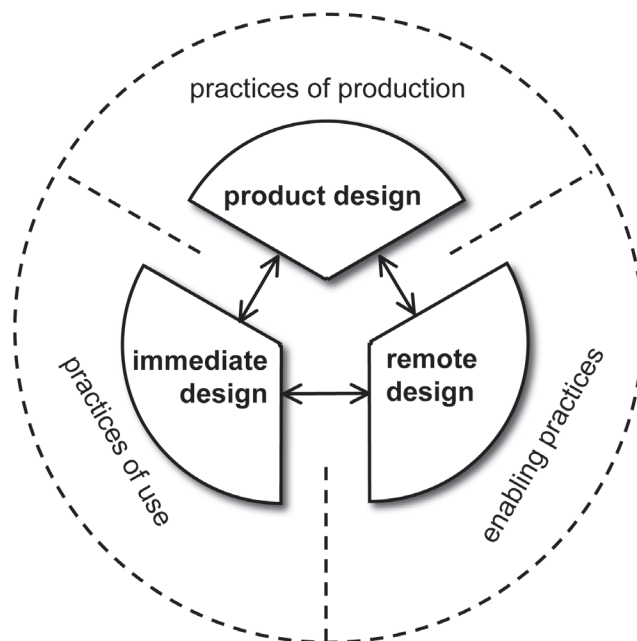 practices of production
product design
immediate
design
remote
design
practices of use
enabling practices